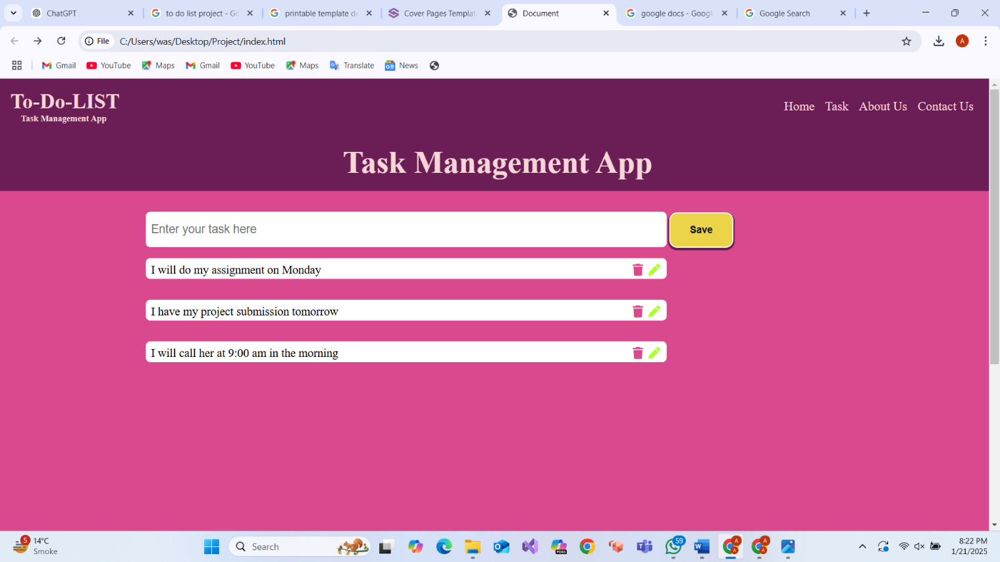 ChatGPT
to do list project - Go
printable template de
Cover Pages Templat
Document
google docs - Googl
Google Search
File
C:/Users/was/Desktop/Project/index.html
A
Gmail
YouTube
Maps
Gmail
YouTube
Maps
Translate
News
To-Do-LIST
Task Management App
Home
Task
About Us
Contact Us
Task Management App
Enter your task here
Save
I will do my assignment on Monday
I have my project submission tomorrow
I will call her at 9:00 am in the morning
5
14°C
Smoke
Search
M365
59
A
A
8:22 PM
1/21/2025